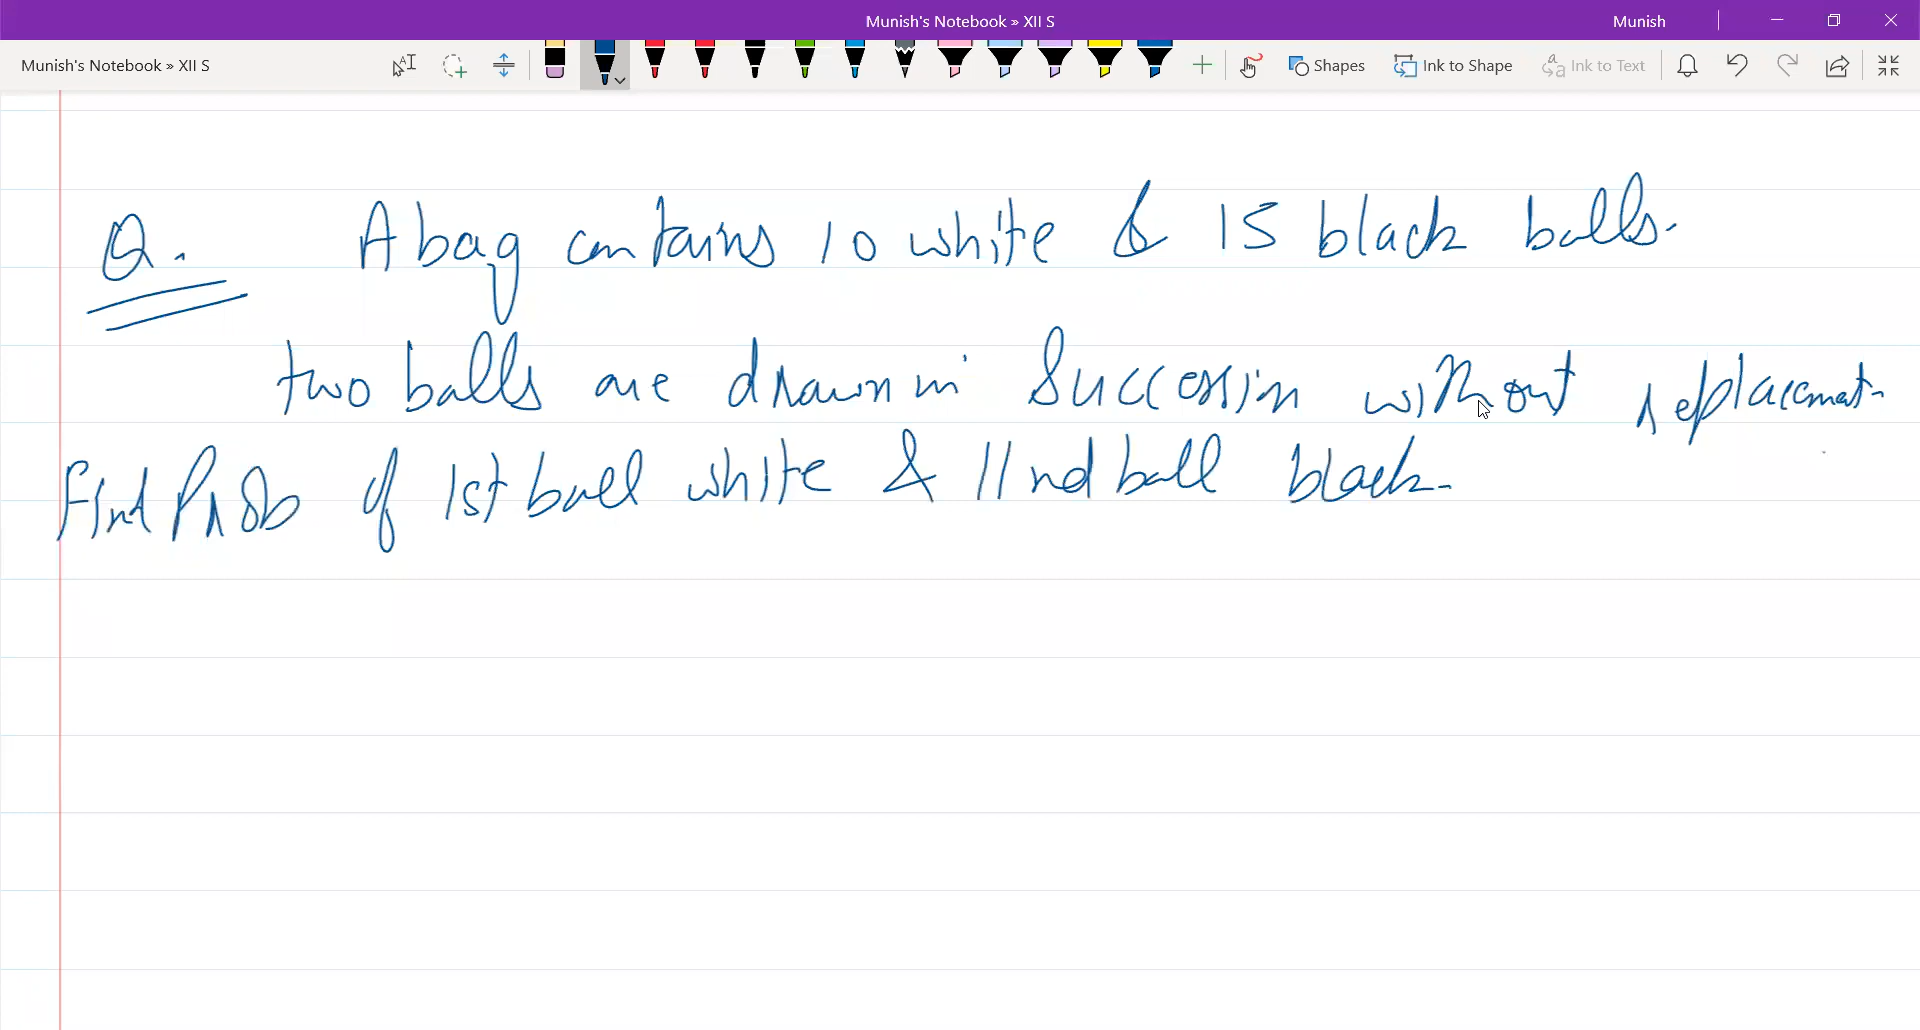 Munish's Notebook » XII S
Munish
Munish's Notebook » XII S
Shapes
Ink to Shape
Ink to Text
Q. A bag contains 10 white & 15 black balls.
two balls are drawn in Succession without replacement.
Find Prob of 1st ball white & IInd ball black.